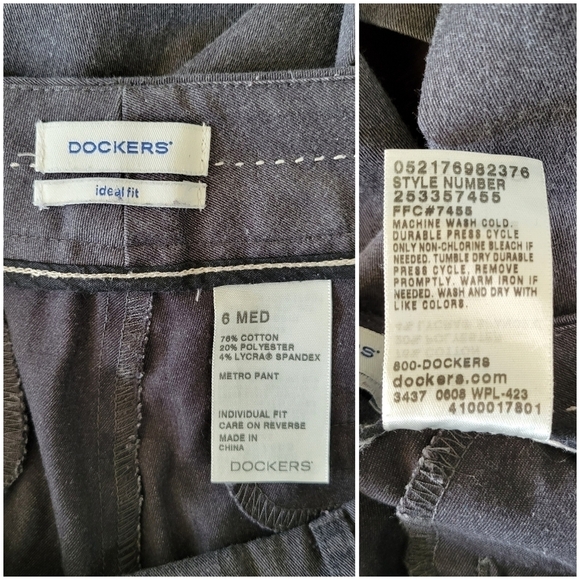 DOCKERS®
ideal fit
6 MED
76% COTTON
20% POLYESTER
4% LYCRA® SPANDEX
METRO PANT
INDIVIDUAL FIT
CARE ON REVERSE
MADE IN
CHINA
DOCKERS®
052176982376
STYLE NUMBER
253357455
FFC#7455
MACHINE WASH COLD.
DURABLE PRESS CYCLE
ONLY NON-CHLORINE BLEACH IF
NEEDED. TUMBLE DRY DURABLE
PRESS CYCLE. REMOVE
PROMPTLY. WARM IRON IF
NEEDED. WASH AND DRY WITH
LIKE COLORS.
800-DOCKERS
dockers.com
3437 0608 WPL-423
4100017801